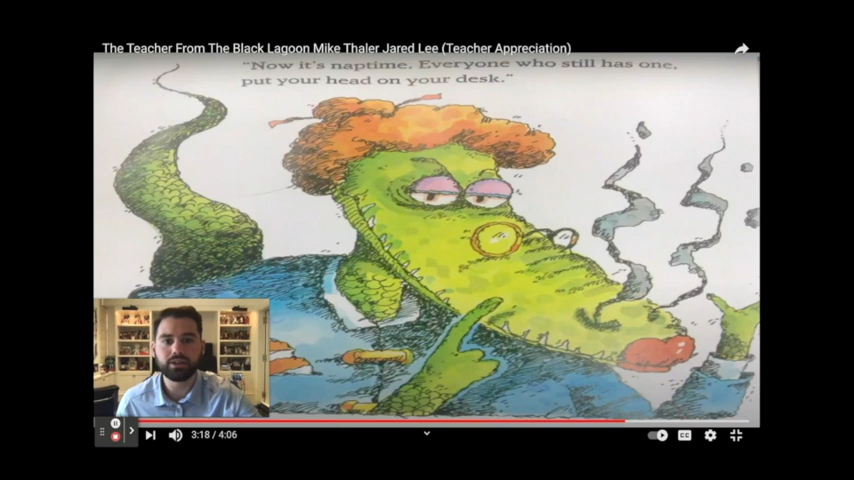 The Teacher From The Black Lagoon Mike Thaler Jared Lee (Teacher Appreciation)
"Now it's naptime. Everyone who still has one,
put your head on your desk."
3:18 / 4:06
CC